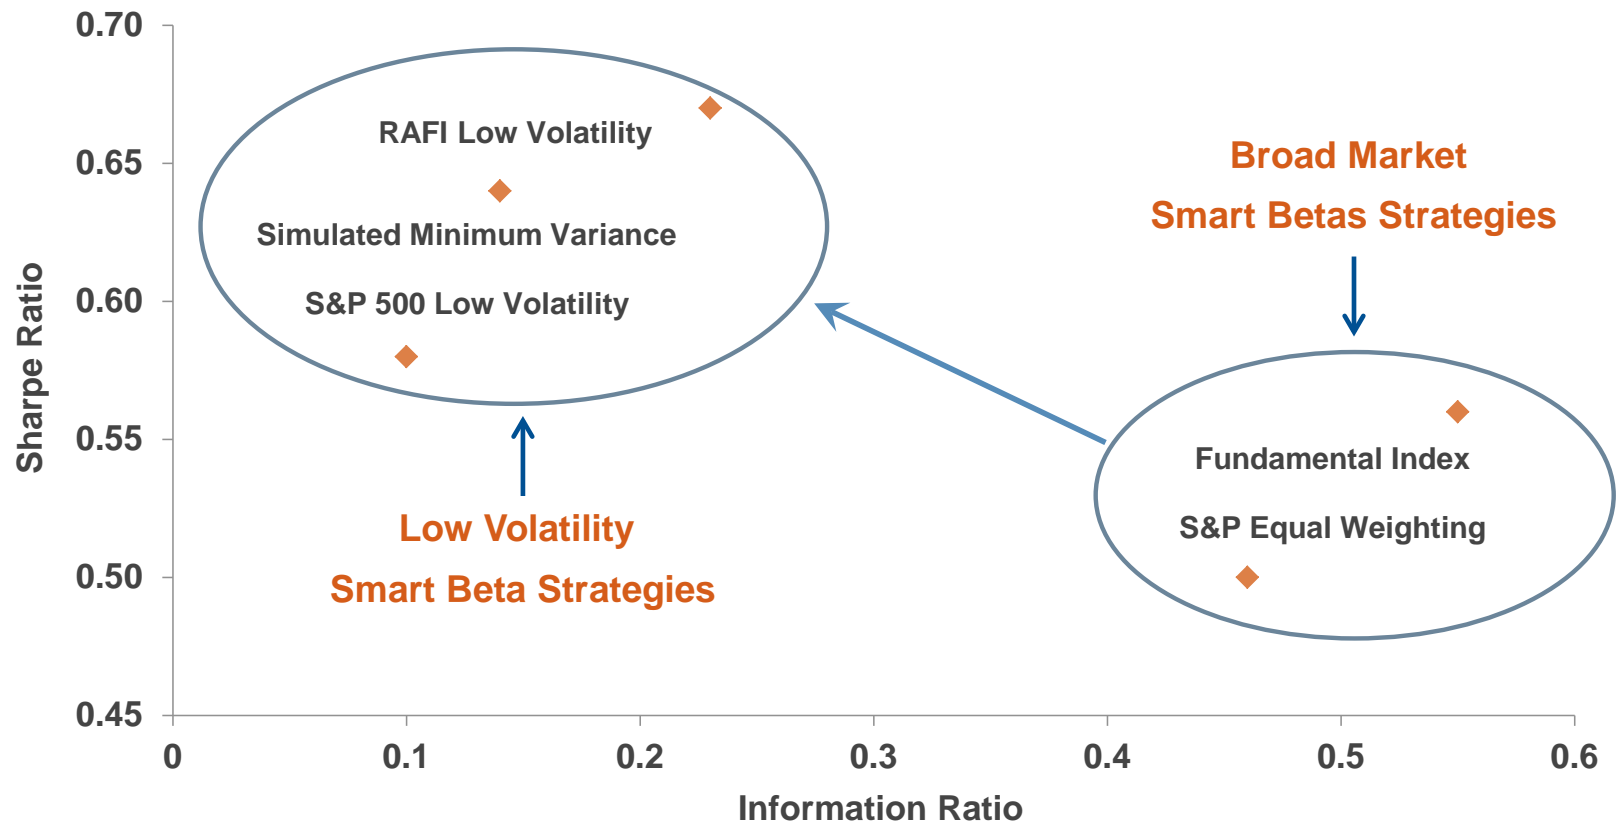 0.70
0.65
0.60
0.55
0.50
0.45
Sharpe Ratio
RAFI Low Volatility
Simulated Minimum Variance
S&P 500 Low Volatility
Low Volatility
Smart Beta Strategies
Broad Market
Smart Betas Strategies
Fundamental Index
S&P Equal Weighting
0
0.1
0.2
0.3
0.4
0.5
0.6
Information Ratio